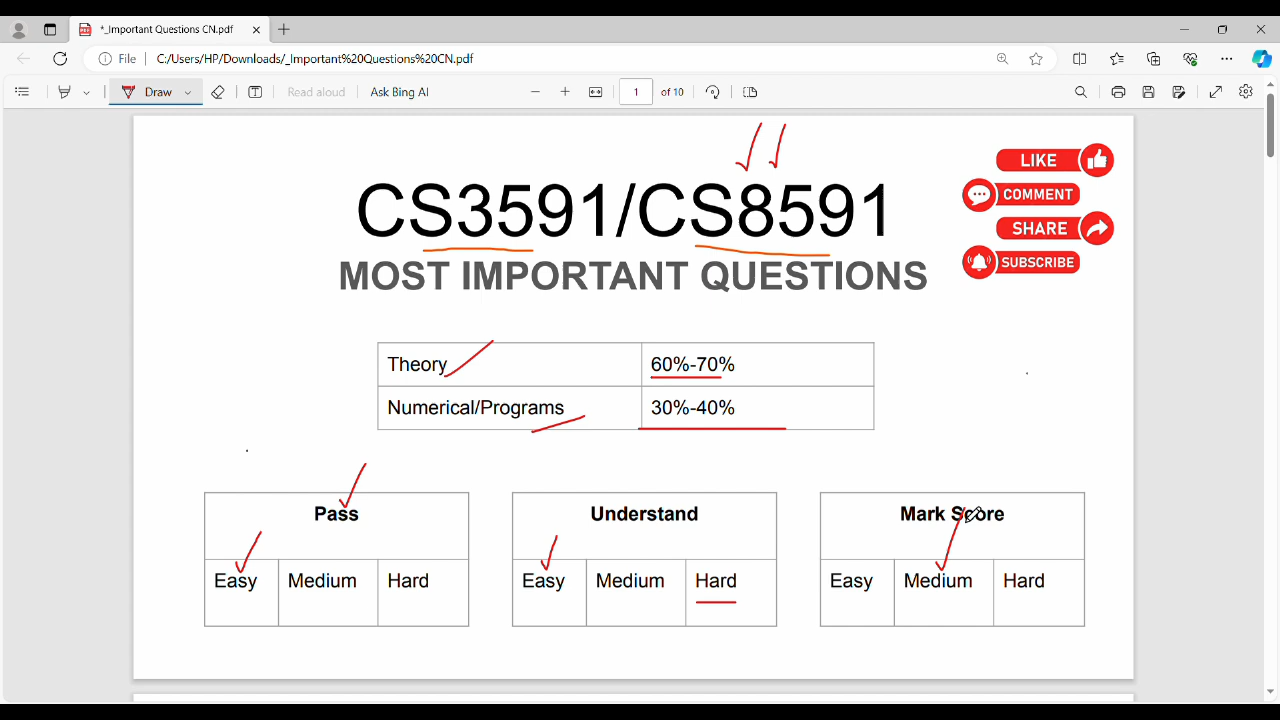 *_Important Questions CN.pdf
File
C:/Users/HP/Downloads/_Important%20Questions%20CN.pdf
Draw
Read aloud
Ask Bing AI
1
of 10
CS3591/CS8591
MOST IMPORTANT QUESTIONS
LIKE
COMMENT
SHARE
SUBSCRIBE
Theory 60%-70%
Numerical/Programs 30%-40%
Pass
Easy Medium Hard
Understand
Easy Medium Hard
Mark Score
Easy Medium Hard